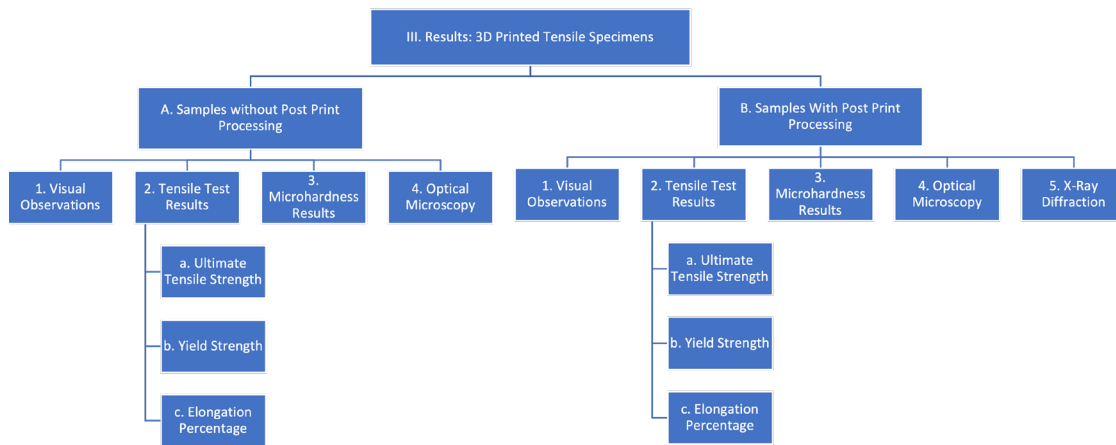 III. Results: 3D Printed Tensile Specimens
A. Samples without Post Print
Processing
B. Samples With Post Print
Processing
1. Visual
Observations
2. Tensile Test
Results
3.
Microhardness
Results
4. Optical
Microscopy
1. Visual
Observations
2. Tensile Test
Results
3.
Microhardness
Results
4. Optical
Microscopy
5. X-Ray
Diffraction
a. Ultimate
Tensile Strength
b. Yield Strength
c. Elongation
Percentage
a. Ultimate
Tensile Strength
b. Yield Strength
c. Elongation
Percentage